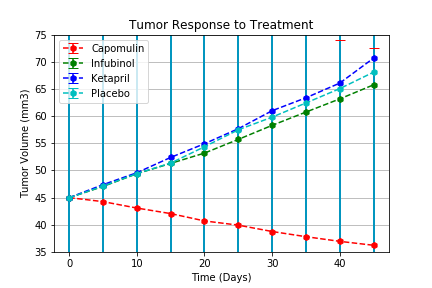 Tumor Response to Treatment
Tumor Volume (mm3)
75
70
65
60
55
50
45
40
35
Capomulin
Infubinol
Ketapril
Placebo
0
10
20
30
40
Time (Days)